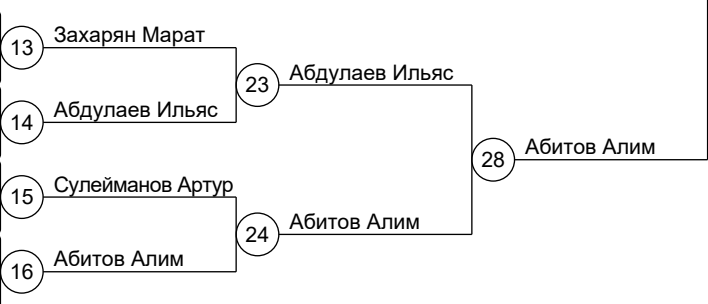 13 Захарян Марат
23 Абдулаев Ильяс
14 Абдулаев Ильяс
28 Абитов Алим
15 Сулейманов Артур
24 Абитов Алим
16 Абитов Алим